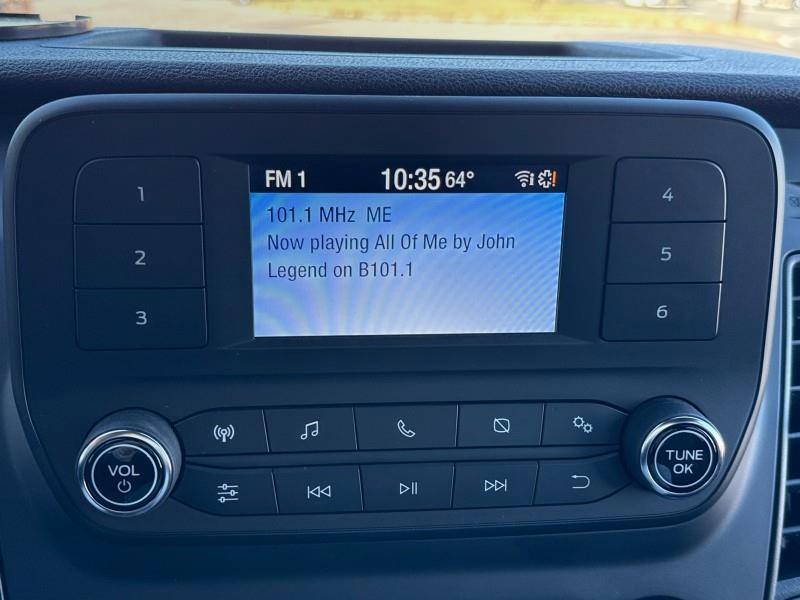 FM 1 10:35 64°
101.1 MHz ME
Now playing All Of Me by John
Legend on B101.1
1
2
3
4
5
6
VOL
TUNE
OK